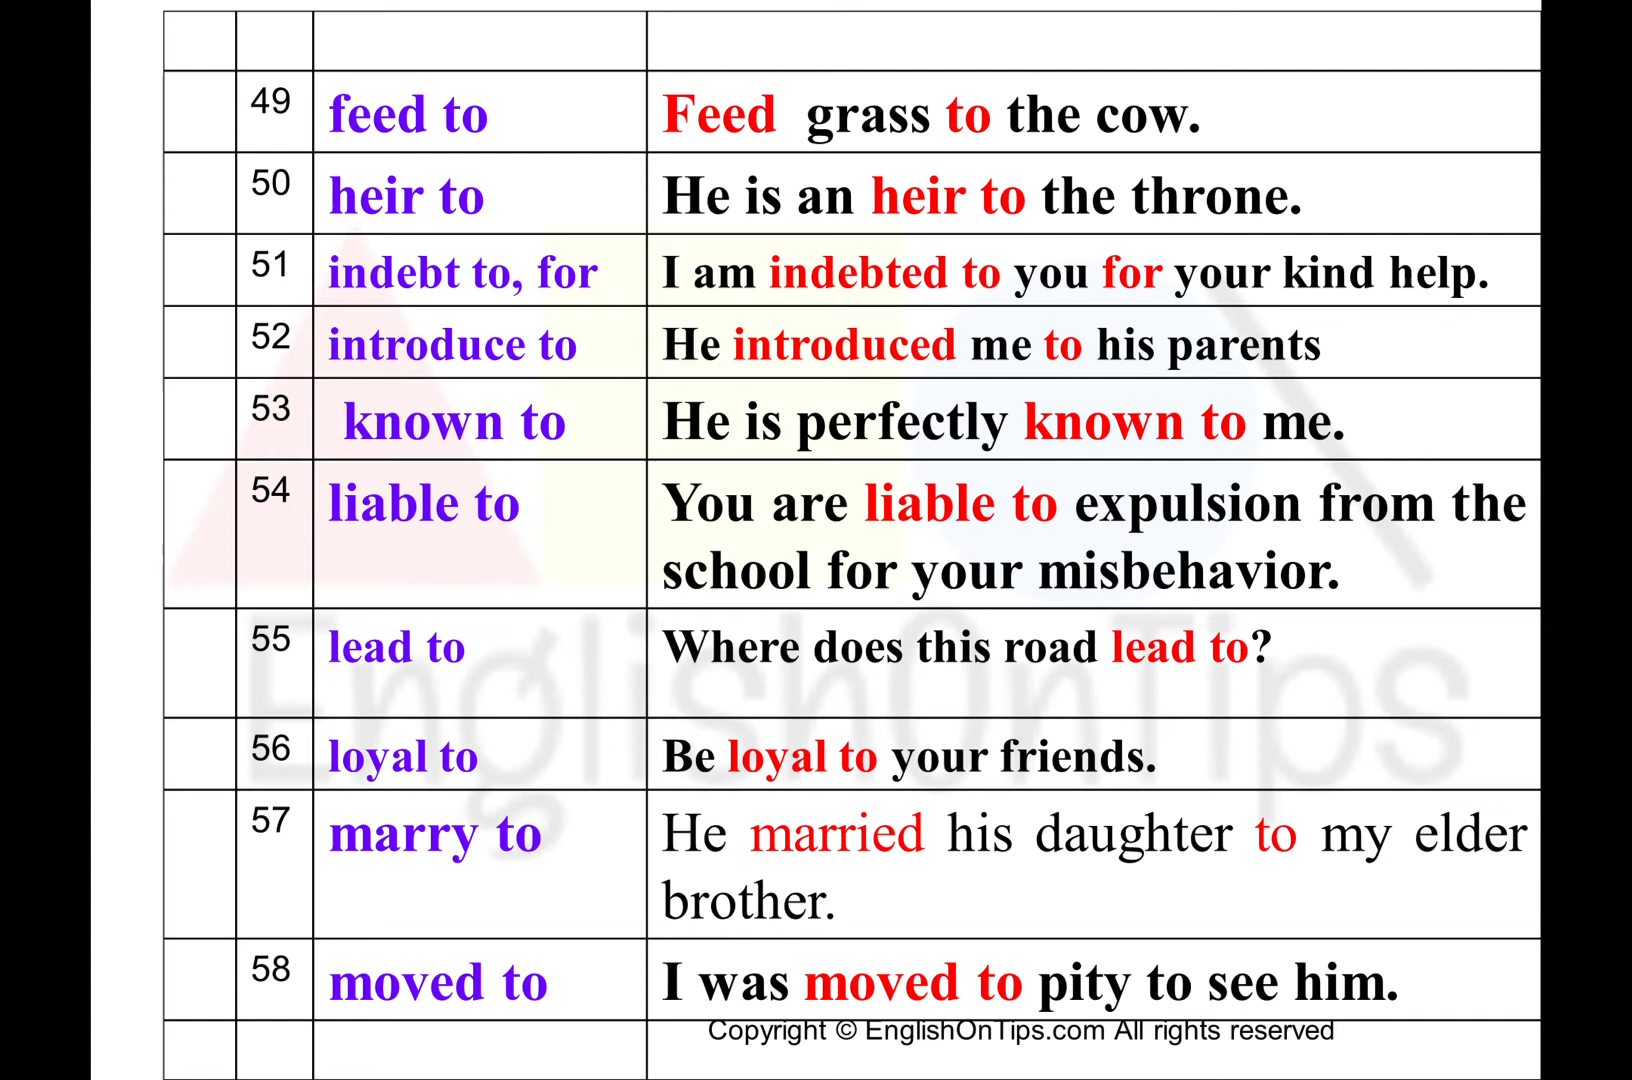 49 feed to Feed grass to the cow.
50 heir to He is an heir to the throne.
51 indebt to, for I am indebted to you for your kind help.
52 introduce to He introduced me to his parents
53 known to He is perfectly known to me.
54 liable to You are liable to expulsion from the
school for your misbehavior.
55 lead to Where does this road lead to?
56 loyal to Be loyal to your friends.
57 marry to He married his daughter to my elder
brother.
58 moved to I was moved to pity to see him.
Copyright © EnglishOnTips.com All rights reserved
EnglishOnTips